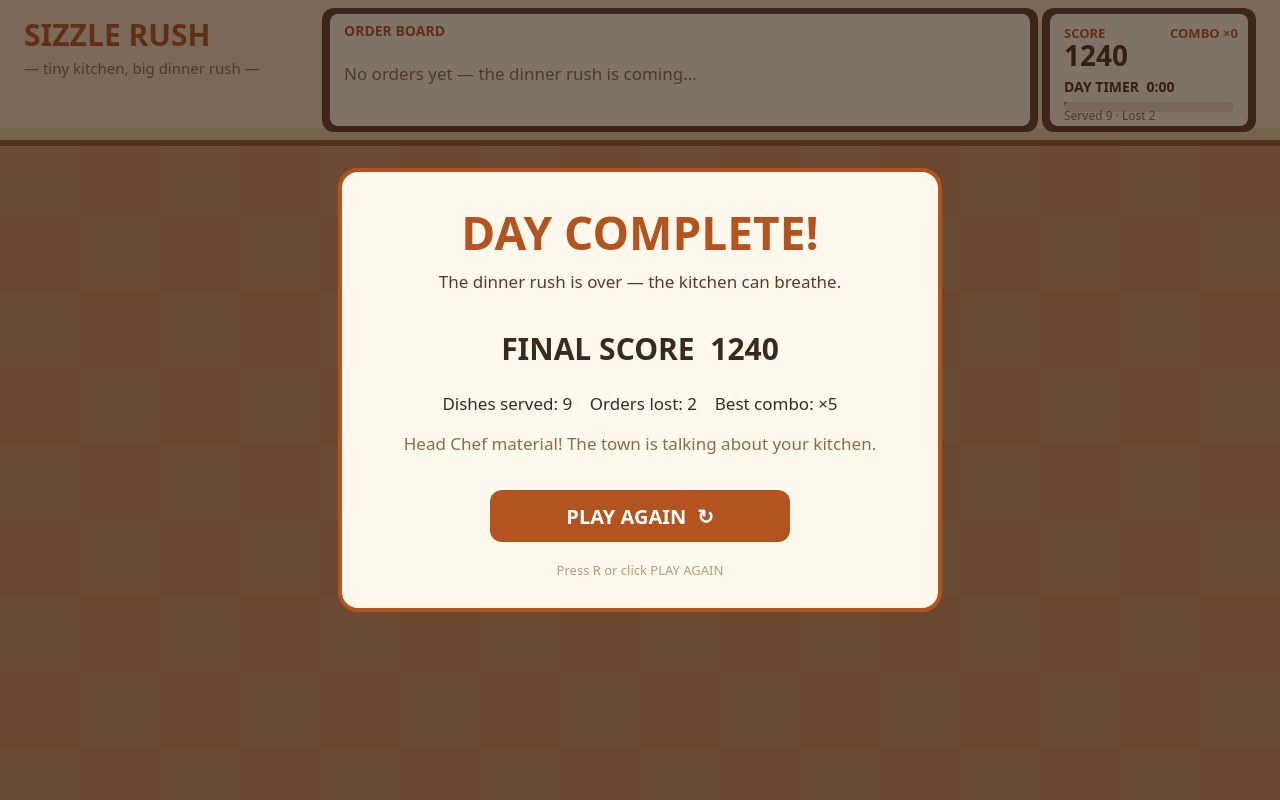 SIZZLE RUSH
— tiny kitchen, big dinner rush —
ORDER BOARD
No orders yet — the dinner rush is coming...
SCORE COMBO ×0
1240
DAY TIMER 0:00
Served 9 · Lost 2
DAY COMPLETE!
The dinner rush is over — the kitchen can breathe.
FINAL SCORE 1240
Dishes served: 9 Orders lost: 2 Best combo: ×5
Head Chef material! The town is talking about your kitchen.
PLAY AGAIN ↻
Press R or click PLAY AGAIN